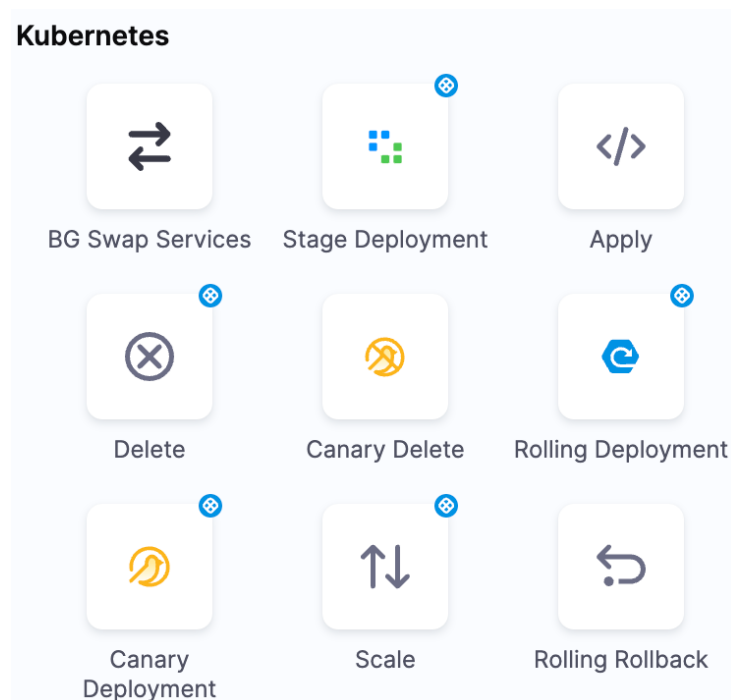 Kubernetes
BG Swap Services
Stage Deployment
Apply
Delete
Canary Delete
Rolling Deployment
Canary
Deployment
Scale
Rolling Rollback